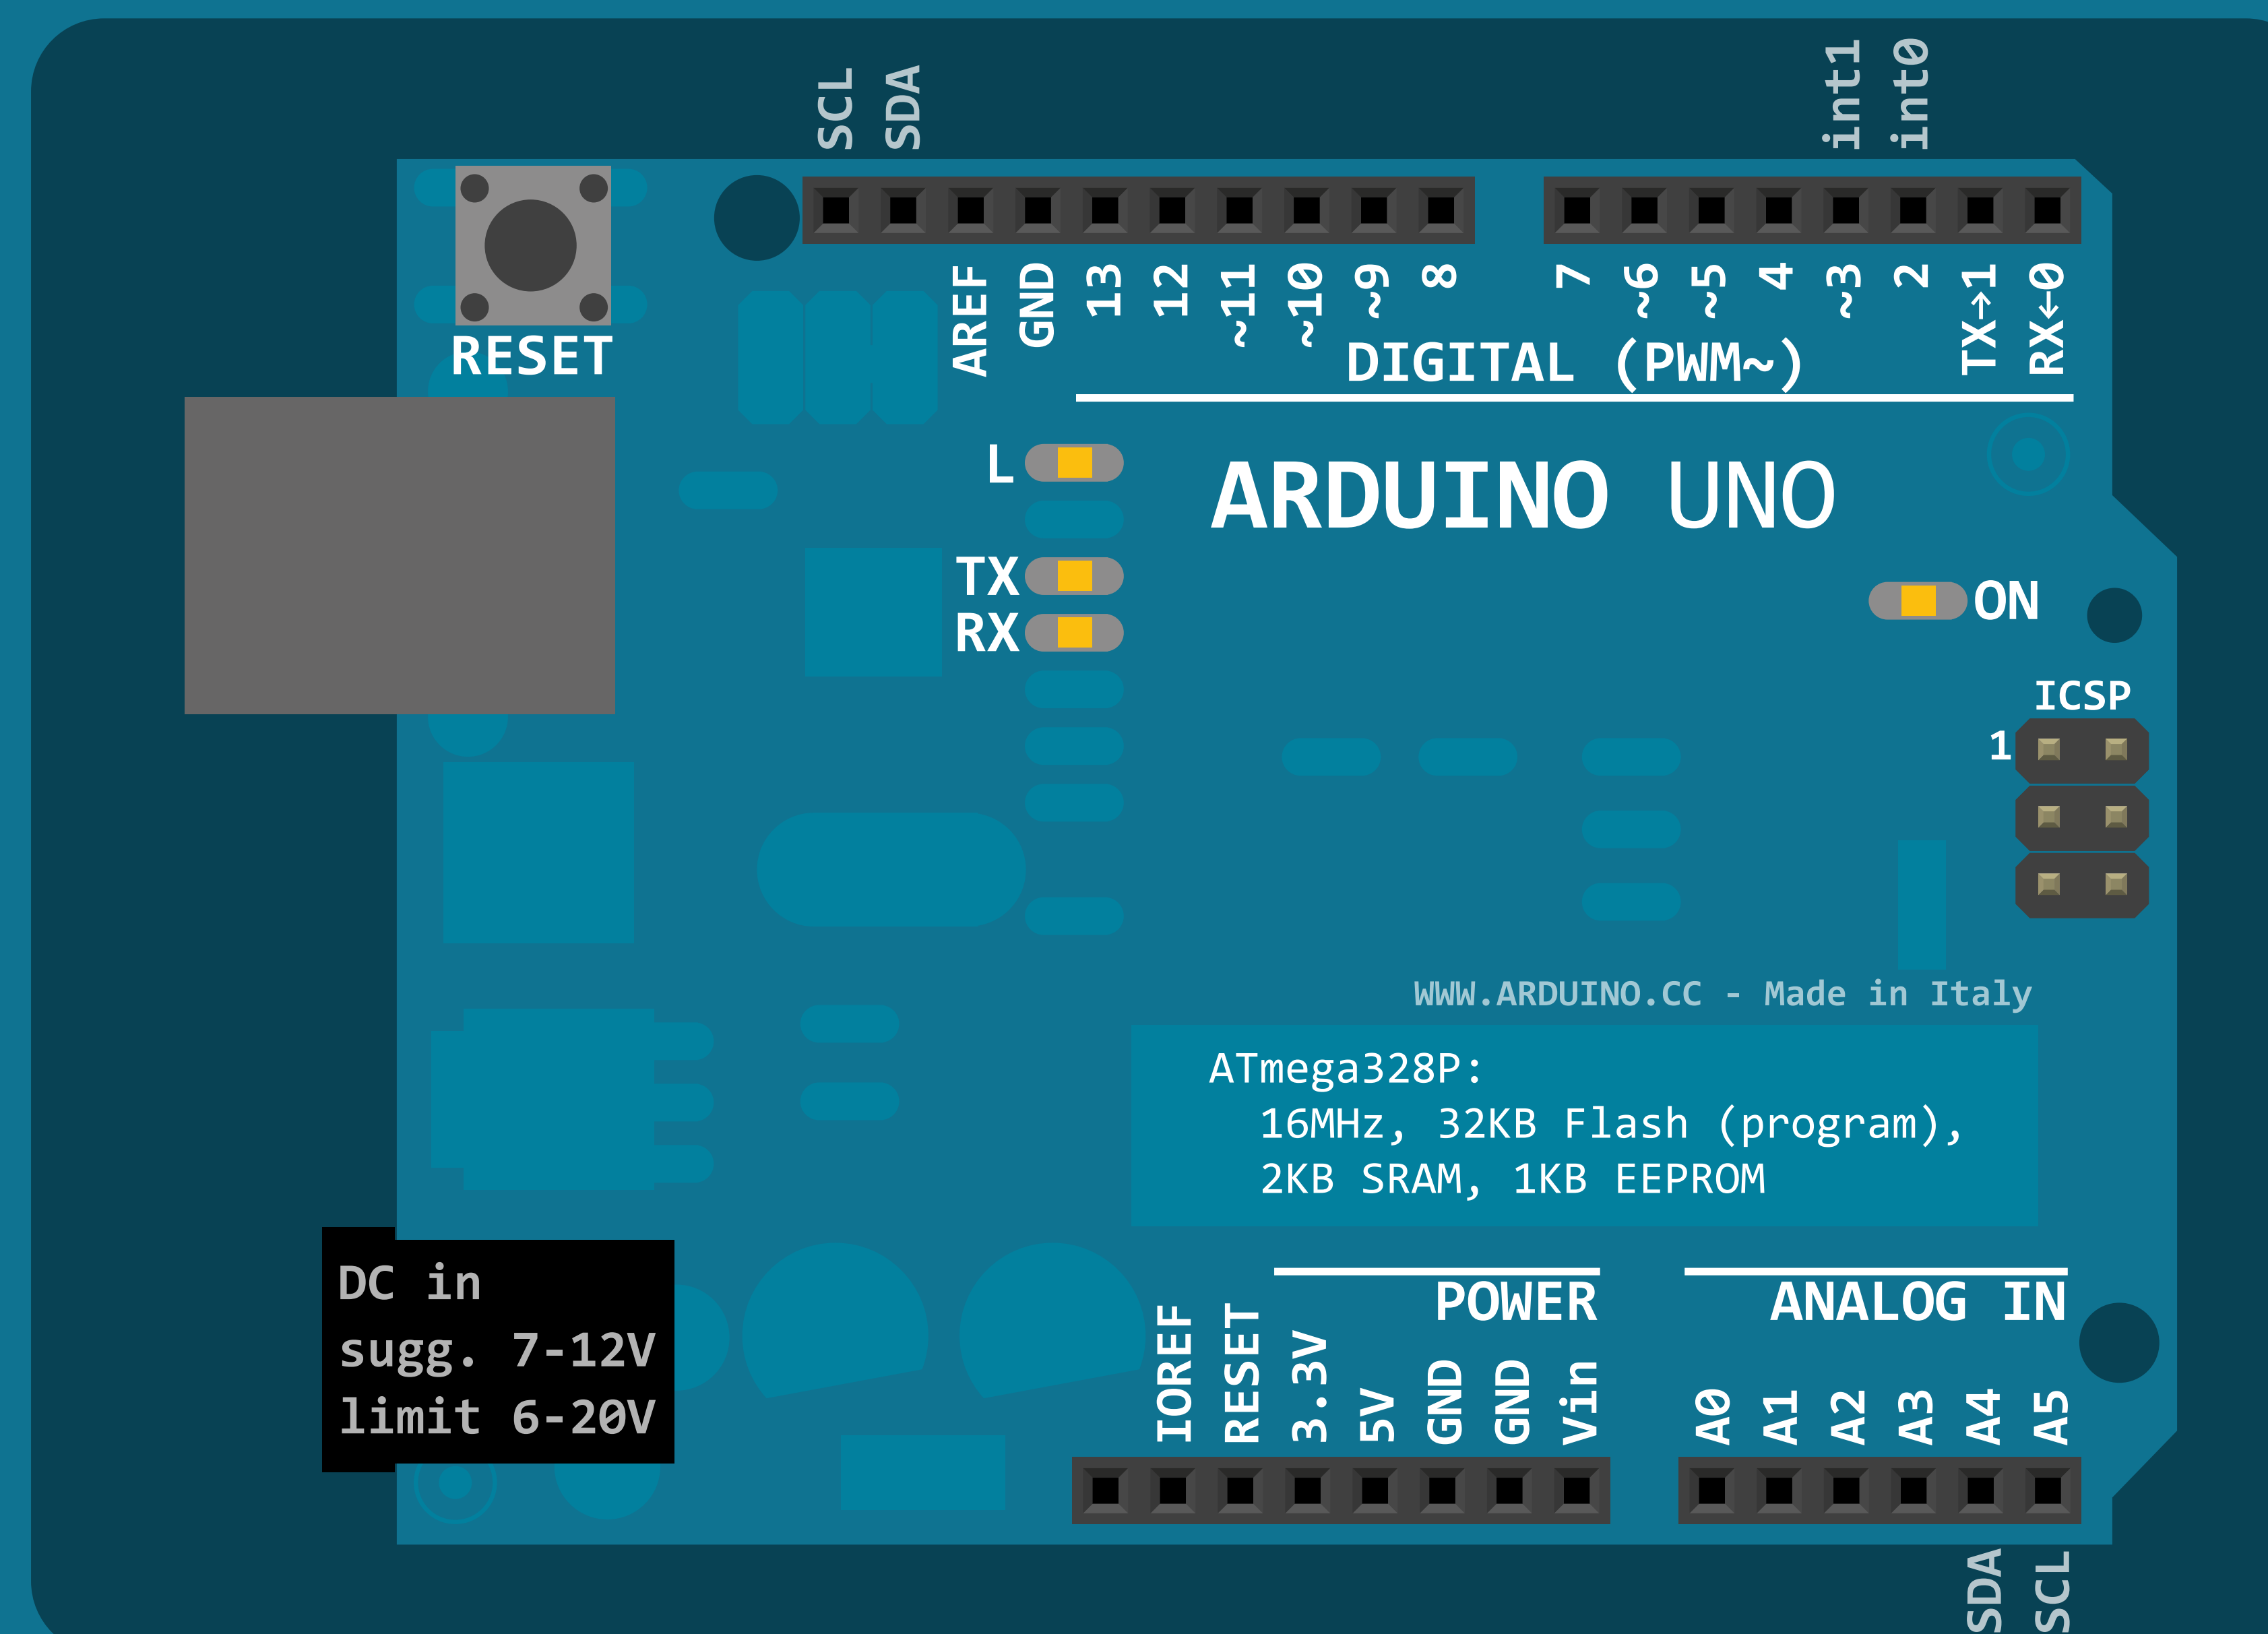 SCL
SDA
int1
int0
RESET
AREF
GND
13
12
~11
~10
~9
8
7
~6
~5
4
~3
2
TX→1
RX←0
DIGITAL (PWM~)
L
ARDUINO UNO
TX
RX
ON
ICSP
1
WWW.ARDUINO.CC - Made in Italy
ATmega328P:
16MHz, 32KB Flash (program),
2KB SRAM, 1KB EEPROM
DC in
sugg. 7-12V
limit 6-20V
POWER
ANALOG IN
IOREF
RESET
3.3V
5V
GND
GND
Vin
A0
A1
A2
A3
A4
A5
SDA
SCL